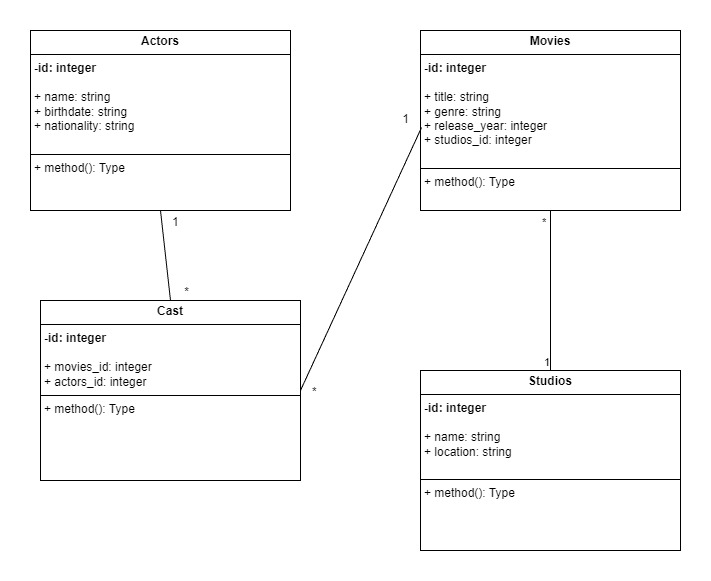 Actors
-id: integer
+ name: string
+ birthdate: string
+ nationality: string
+ method(): Type
1
*
Movies
-id: integer
+ title: string
+ genre: string
+ release_year: integer
+ studios_id: integer
+ method(): Type
1
*
Cast
-id: integer
+ movies_id: integer
+ actors_id: integer
+ method(): Type
*
1
Studios
-id: integer
+ name: string
+ location: string
+ method(): Type